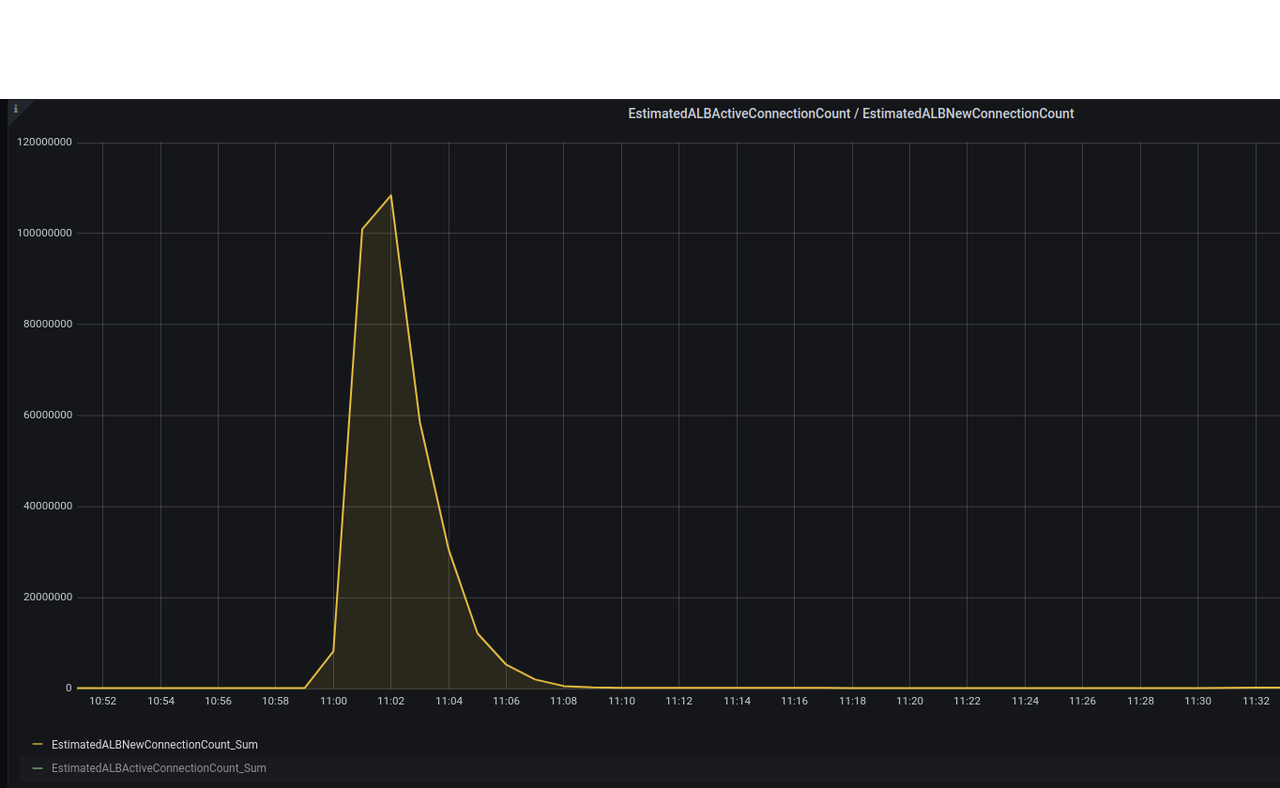 i
EstimatedALBActiveConnectionCount / EstimatedALBNewConnectionCount
120000000
100000000
80000000
60000000
40000000
20000000
0
10:52 10:54 10:56 10:58 11:00 11:02 11:04 11:06 11:08 11:10 11:12 11:14 11:16 11:18 11:20 11:22 11:24 11:26 11:28 11:30 11:32
EstimatedALBNewConnectionCount_Sum
EstimatedALBActiveConnectionCount_Sum